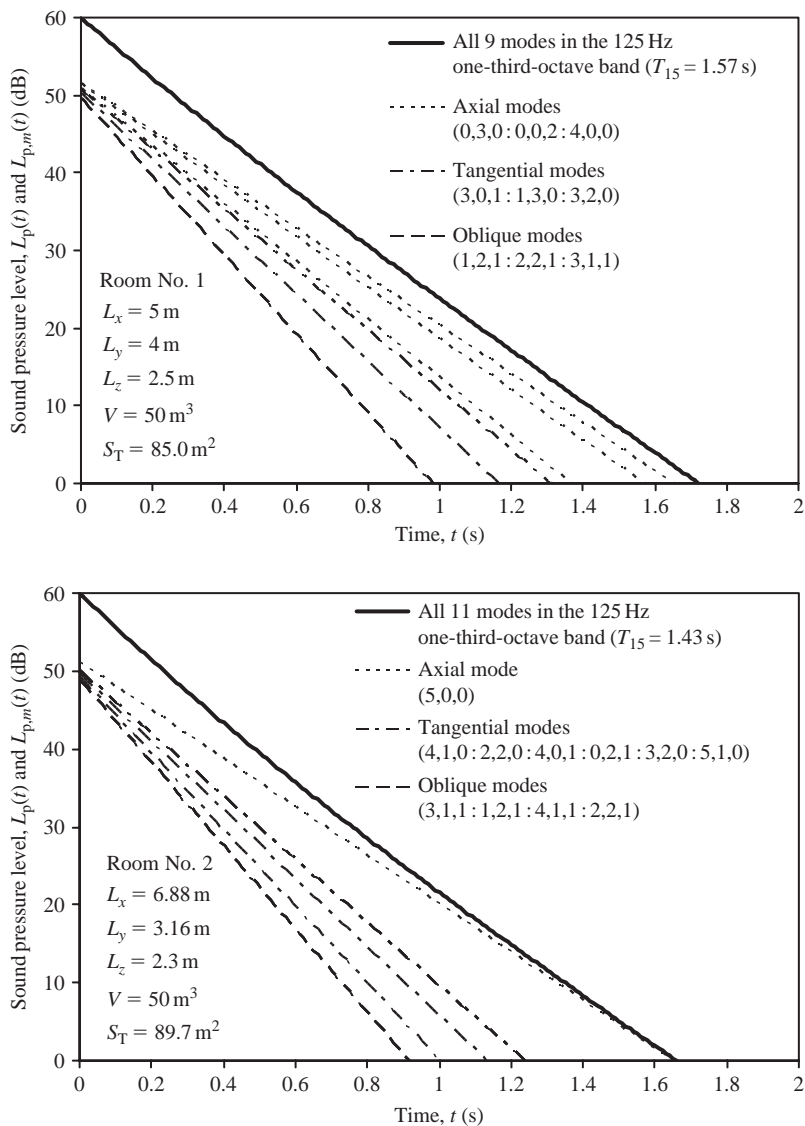 60
50
40
30
20
10
0
Sound pressure level, Lp(t) and Lp,m(t) (dB)
All 9 modes in the 125 Hz
one-third-octave band (T15 = 1.57 s)
Axial modes
(0,3,0 : 0,0,2 : 4,0,0)
Tangential modes
(3,0,1 : 1,3,0 : 3,2,0)
Oblique modes
(1,2,1 : 2,2,1 : 3,1,1)
Room No. 1
Lx = 5 m
Ly = 4 m
Lz = 2.5 m
V = 50 m³
ST = 85.0 m²
0 0.2 0.4 0.6 0.8 1 1.2 1.4 1.6 1.8 2
Time, t (s)
60
50
40
30
20
10
0
Sound pressure level, Lp(t) and Lp,m(t) (dB)
All 11 modes in the 125 Hz
one-third-octave band (T15 = 1.43 s)
Axial mode
(5,0,0)
Tangential modes
(4,1,0 : 2,2,0 : 4,0,1 : 0,2,1 : 3,2,0 : 5,1,0)
Oblique modes
(3,1,1 : 1,2,1 : 4,1,1 : 2,2,1)
Room No. 2
Lx = 6.88 m
Ly = 3.16 m
Lz = 2.3 m
V = 50 m³
ST = 89.7 m²
0 0.2 0.4 0.6 0.8 1 1.2 1.4 1.6 1.8 2
Time, t (s)